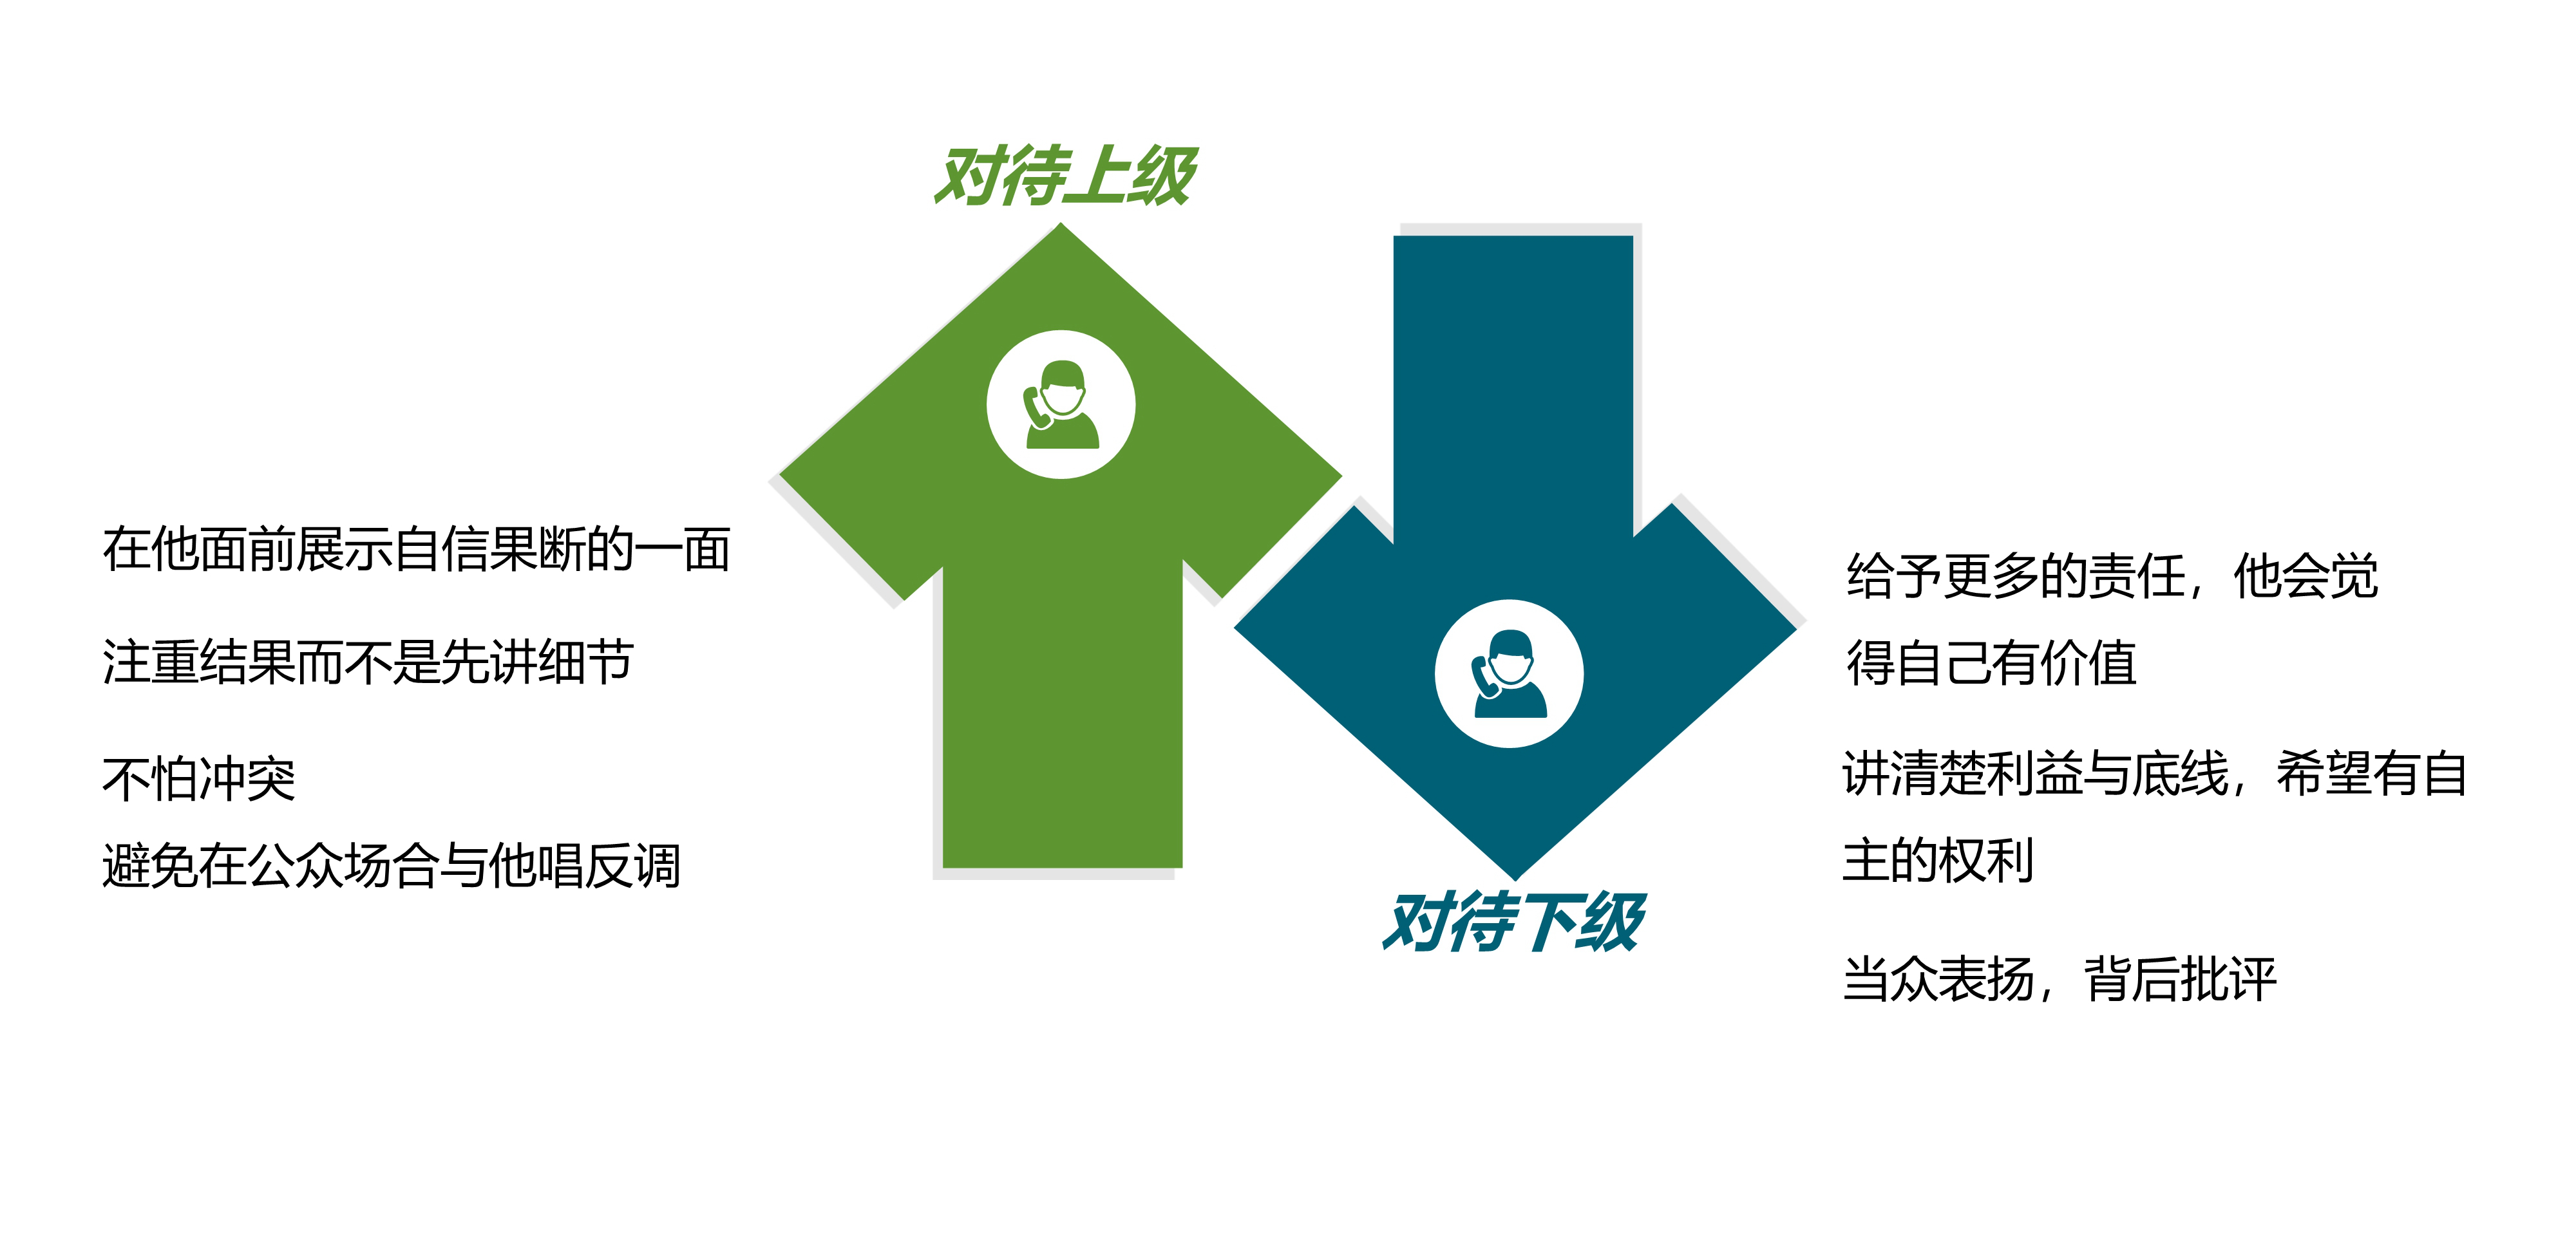 对待上级
在他面前展示自信果断的一面
注重结果而不是先讲细节
不怕冲突
避免在公众场合与他唱反调
给予更多的责任，他会觉
得自己有价值
讲清楚利益与底线，希望有自
主的权利
对待下级
当众表扬，背后批评